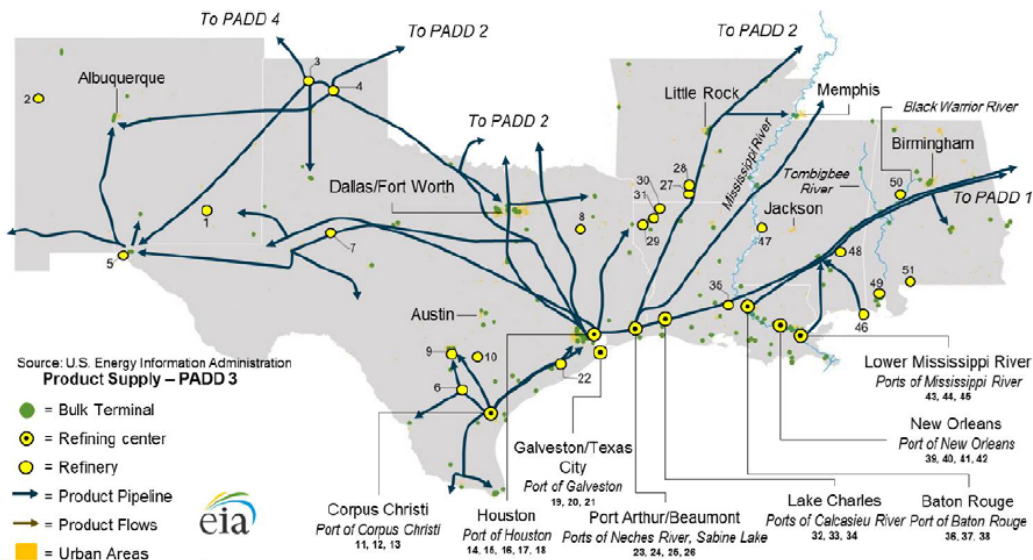 To PADD 4
To PADD 2
To PADD 2
3
4
2
Albuquerque
Little Rock
Memphis
Black Warrior River
To PADD 2
Mississippi River
Birmingham
Dallas/Fort Worth
28
27
30
31
29
Tombigbee River
50
To PADD 1
Jackson
1
8
7
47
48
5
35
49
51
46
Austin
9
10
6
22
Source: U.S. Energy Information Administration
Product Supply – PADD 3
= Bulk Terminal
= Refining center
= Refinery
= Product Pipeline
= Product Flows
= Urban Areas
eia
Corpus Christi
Port of Corpus Christi
11, 12, 13
Houston
Port of Houston
14, 15, 16, 17, 18
Galveston/Texas
City
Port of Galveston
19, 20, 21
Port Arthur/Beaumont
Ports of Neches River, Sabine Lake
23, 24, 25, 26
Lake Charles
Ports of Calcasieu River
32, 33, 34
Baton Rouge
Port of Baton Rouge
36, 37, 38
New Orleans
Port of New Orleans
39, 40, 41, 42
Lower Mississippi River
Ports of Mississippi River
43, 44, 45